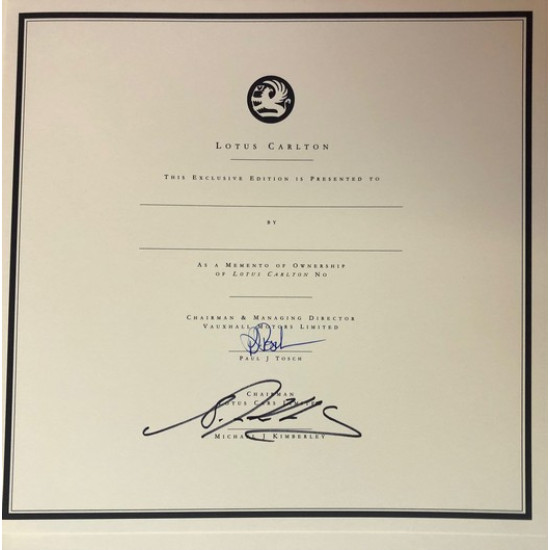 LOTUS CARLTON
THIS EXCLUSIVE EDITION IS PRESENTED TO
BY
AS A MEMENTO OF OWNERSHIP
OF LOTUS CARLTON NO
CHAIRMAN & MANAGING DIRECTOR
VAUXHALL MOTORS LIMITED
PAUL J TOSCH
CHAIRMAN
LOTUS CARS LIMITED
MICHAEL J KIMBERLEY